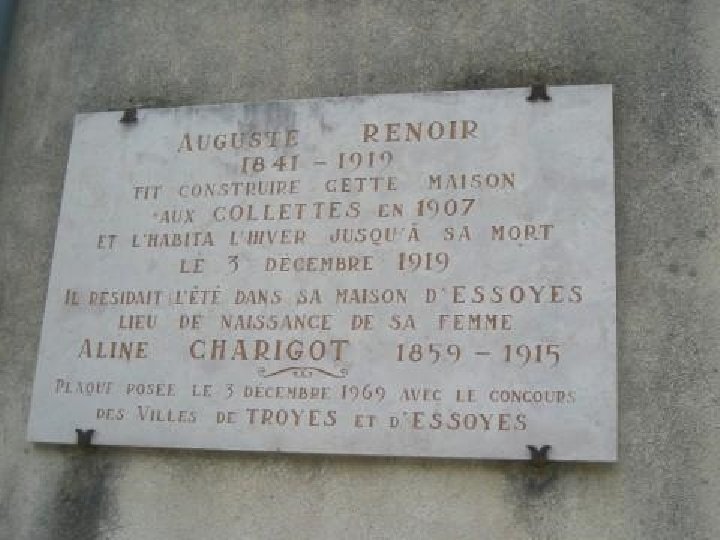 AUGUSTE RENOIR
1841 - 1919
FIT CONSTRUIRE CETTE MAISON
AUX COLLETTES EN 1907
ET L'HABITA L'HIVER JUSQU'À SA MORT
LE 3 DÉCEMBRE 1919
IL RÉSIDAIT L'ÉTÉ DANS SA MAISON D'ESSOYES
LIEU DE NAISSANCE DE SA FEMME
ALINE CHARIGOT 1859 - 1915
PLAQUE POSÉE LE 3 DÉCEMBRE 1969 AVEC LE CONCOURS
DES VILLES DE TROYES ET D'ESSOYES